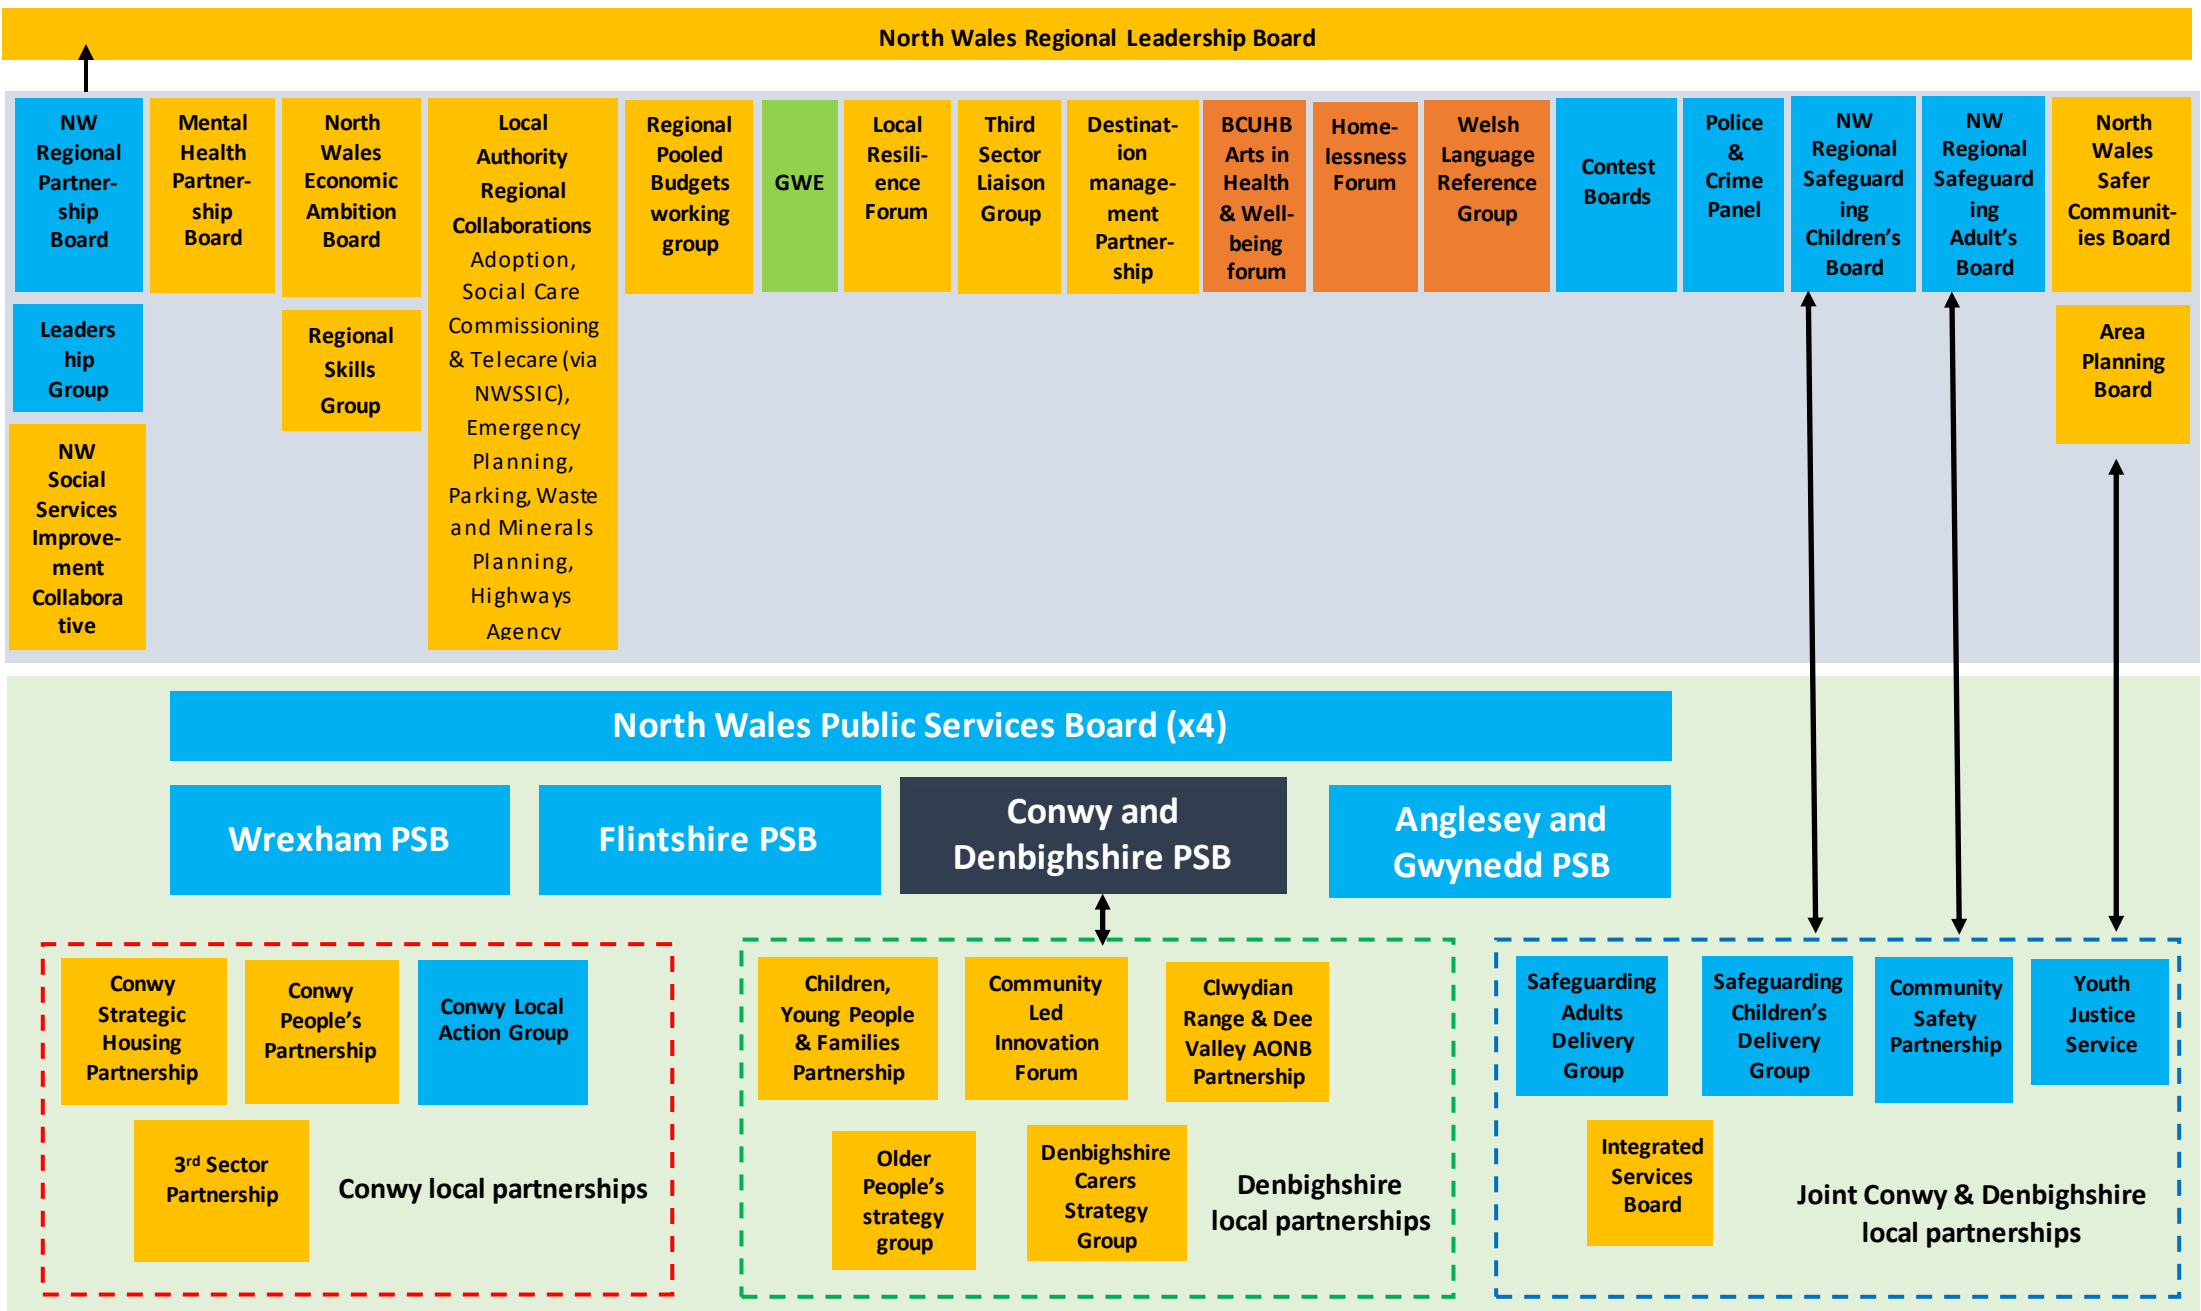 North Wales Regional Leadership Board
NW
Regional
Partner-
ship
Board
Mental
Health
Partner-
ship
Board
North
Wales
Economic
Ambition
Board
Local
Authority
Regional
Collaborations
Adoption,
Social Care
Commissioning
& Telecare (via
NWSSIC),
Emergency
Planning,
Parking, Waste
and Minerals
Planning,
Highways
Agency
Regional
Pooled
Budgets
working
group
GWE
Local
Resili-
ence
Forum
Third
Sector
Liaison
Group
Destinat-
ion
manage-
ment
Partner-
ship
BCUHB
Arts in
Health
& Well-
being
forum
Home-
lessness
Forum
Welsh
Language
Reference
Group
Contest
Boards
Police
&
Crime
Panel
NW
Regional
Safeguard
ing
Children's
Board
NW
Regional
Safeguard
ing
Adult's
Board
North
Wales
Safer
Communit-
ies Board
Leaders
hip
Group
Regional
Skills
Group
Area
Planning
Board
NW
Social
Services
Improve-
ment
Collabora
tive
North Wales Public Services Board (x4)
Wrexham PSB
Flintshire PSB
Conwy and
Denbighshire PSB
Anglesey and
Gwynedd PSB
Conwy
Strategic
Housing
Partnership
Conwy
People's
Partnership
Conwy Local
Action Group
3rd Sector
Partnership
Conwy local partnerships
Children,
Young People
& Families
Partnership
Community
Led
Innovation
Forum
Clwydian
Range & Dee
Valley AONB
Partnership
Older
People's
strategy
group
Denbighshire
Carers
Strategy
Group
Denbighshire
local partnerships
Safeguarding
Adults
Delivery
Group
Safeguarding
Children's
Delivery
Group
Community
Safety
Partnership
Youth
Justice
Service
Integrated
Services
Board
Joint Conwy & Denbighshire
local partnerships